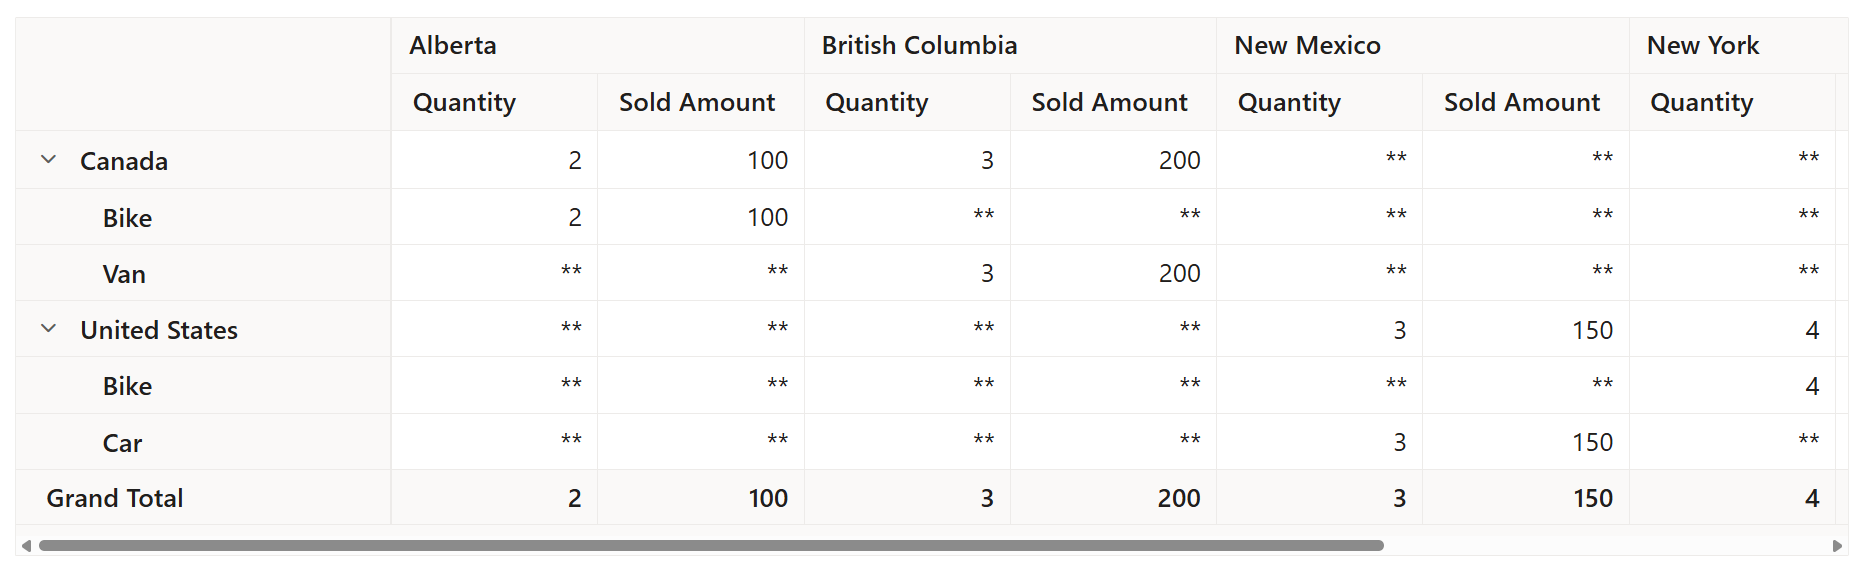 Alberta British Columbia New Mexico New York
Quantity Sold Amount Quantity Sold Amount Quantity Sold Amount Quantity
Canada 2 100 3 200 ** ** **
Bike 2 100 ** ** ** ** **
Van ** ** 3 200 ** ** **
United States ** ** ** ** 3 150 4
Bike ** ** ** ** ** ** 4
Car ** ** ** ** 3 150 **
Grand Total 2 100 3 200 3 150 4